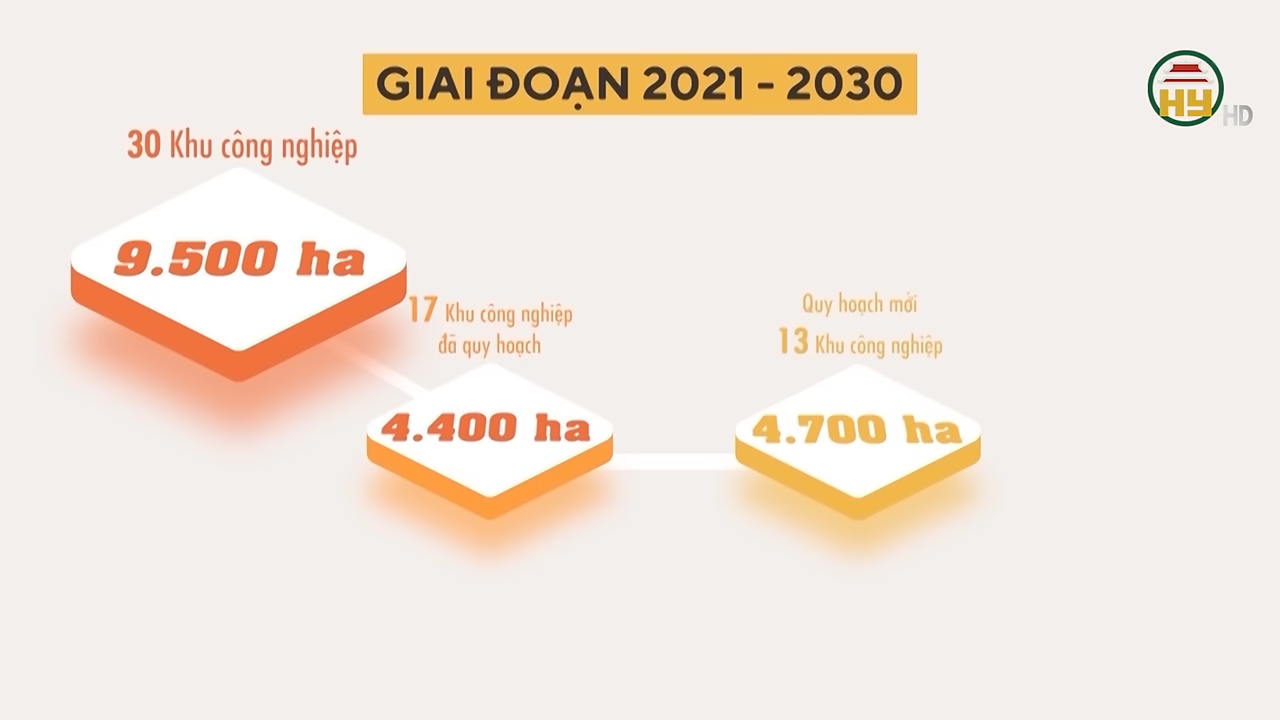 GIAI ĐOẠN 2021 - 2030
HY HD
30 Khu công nghiệp
9.500 ha
17 Khu công nghiệp
đã quy hoạch
4.400 ha
Quy hoạch mới
13 Khu công nghiệp
4.700 ha